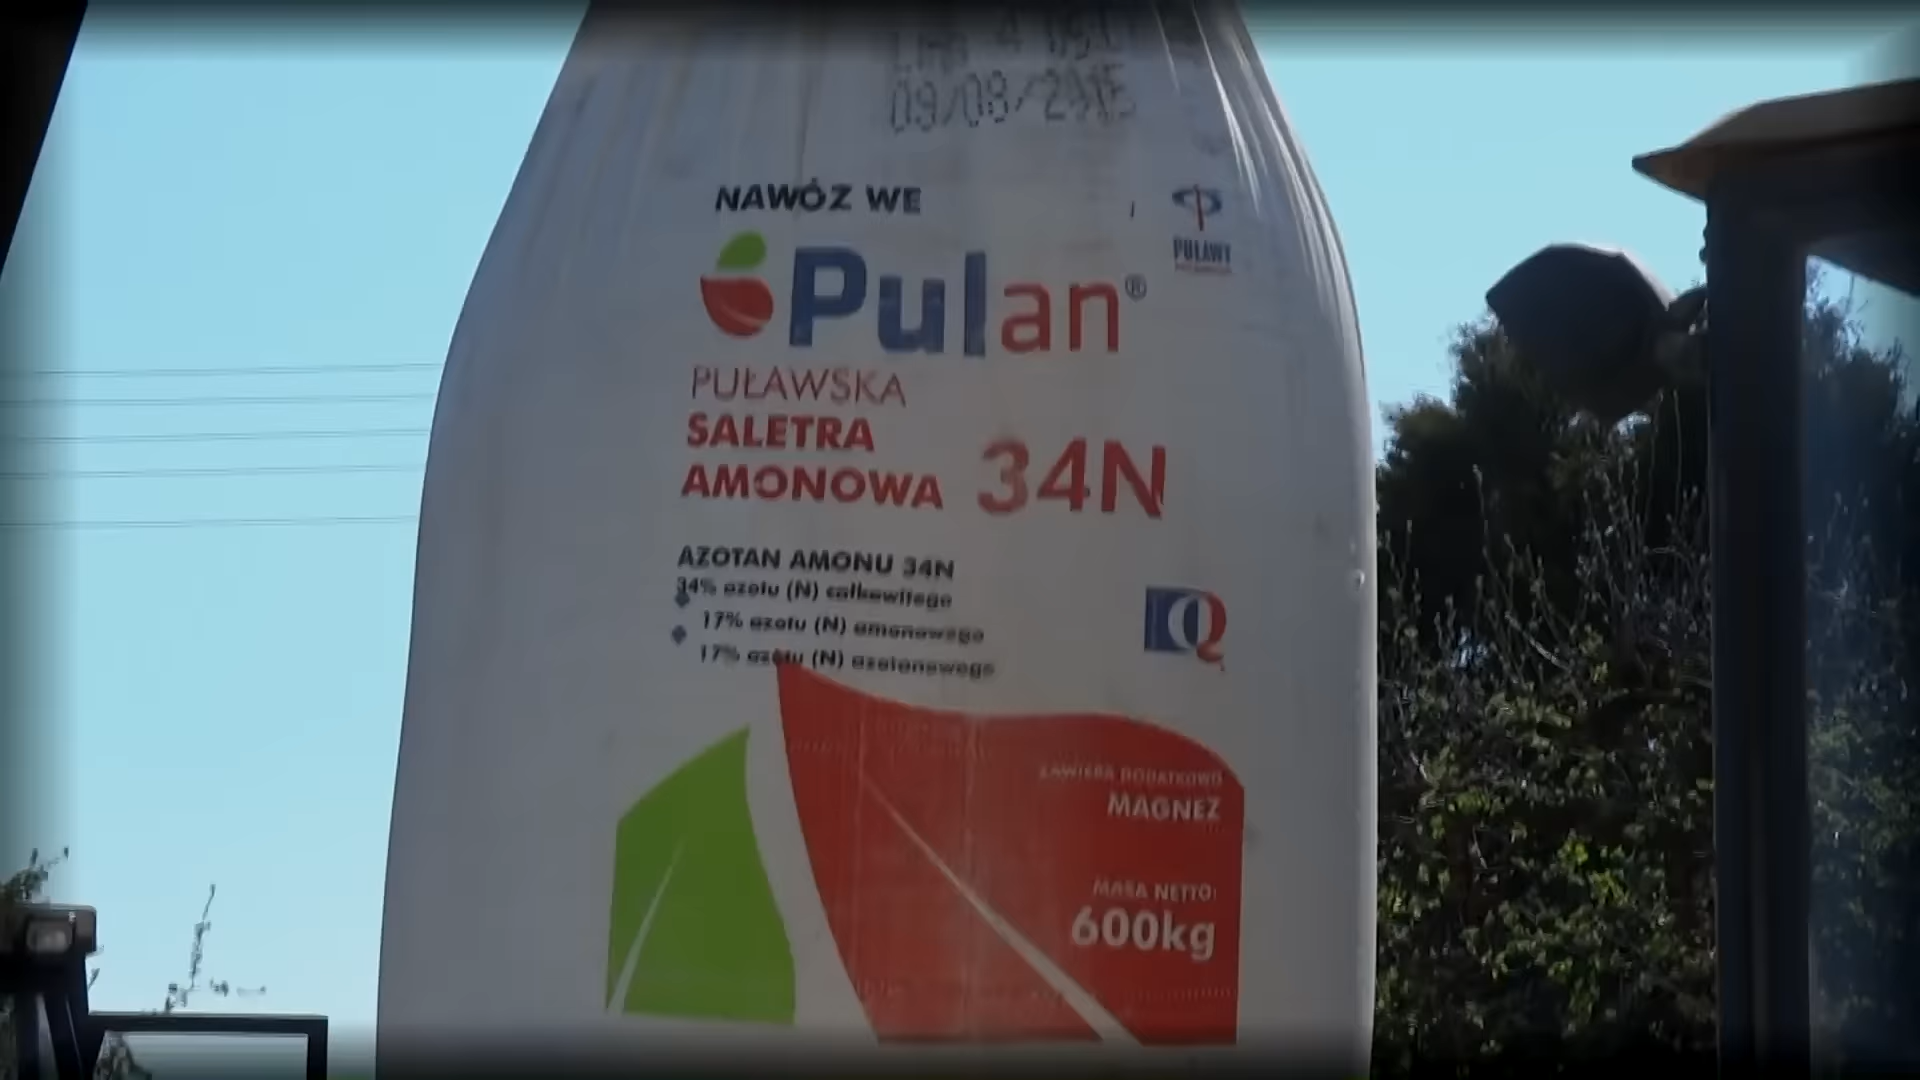 09/08/2015
NAWÓZ WE
PUŁAWY
Pulan®
PUŁAWSKA
SALETRA
AMONOWA 34N
AZOTAN AMONU 34N
34% azotu (N) całkowitego
17% azotu (N) amonowego
17% azotu (N) azotanowego
ZAWIERA DODATKOWO
MAGNEZ
MASA NETTO:
600kg